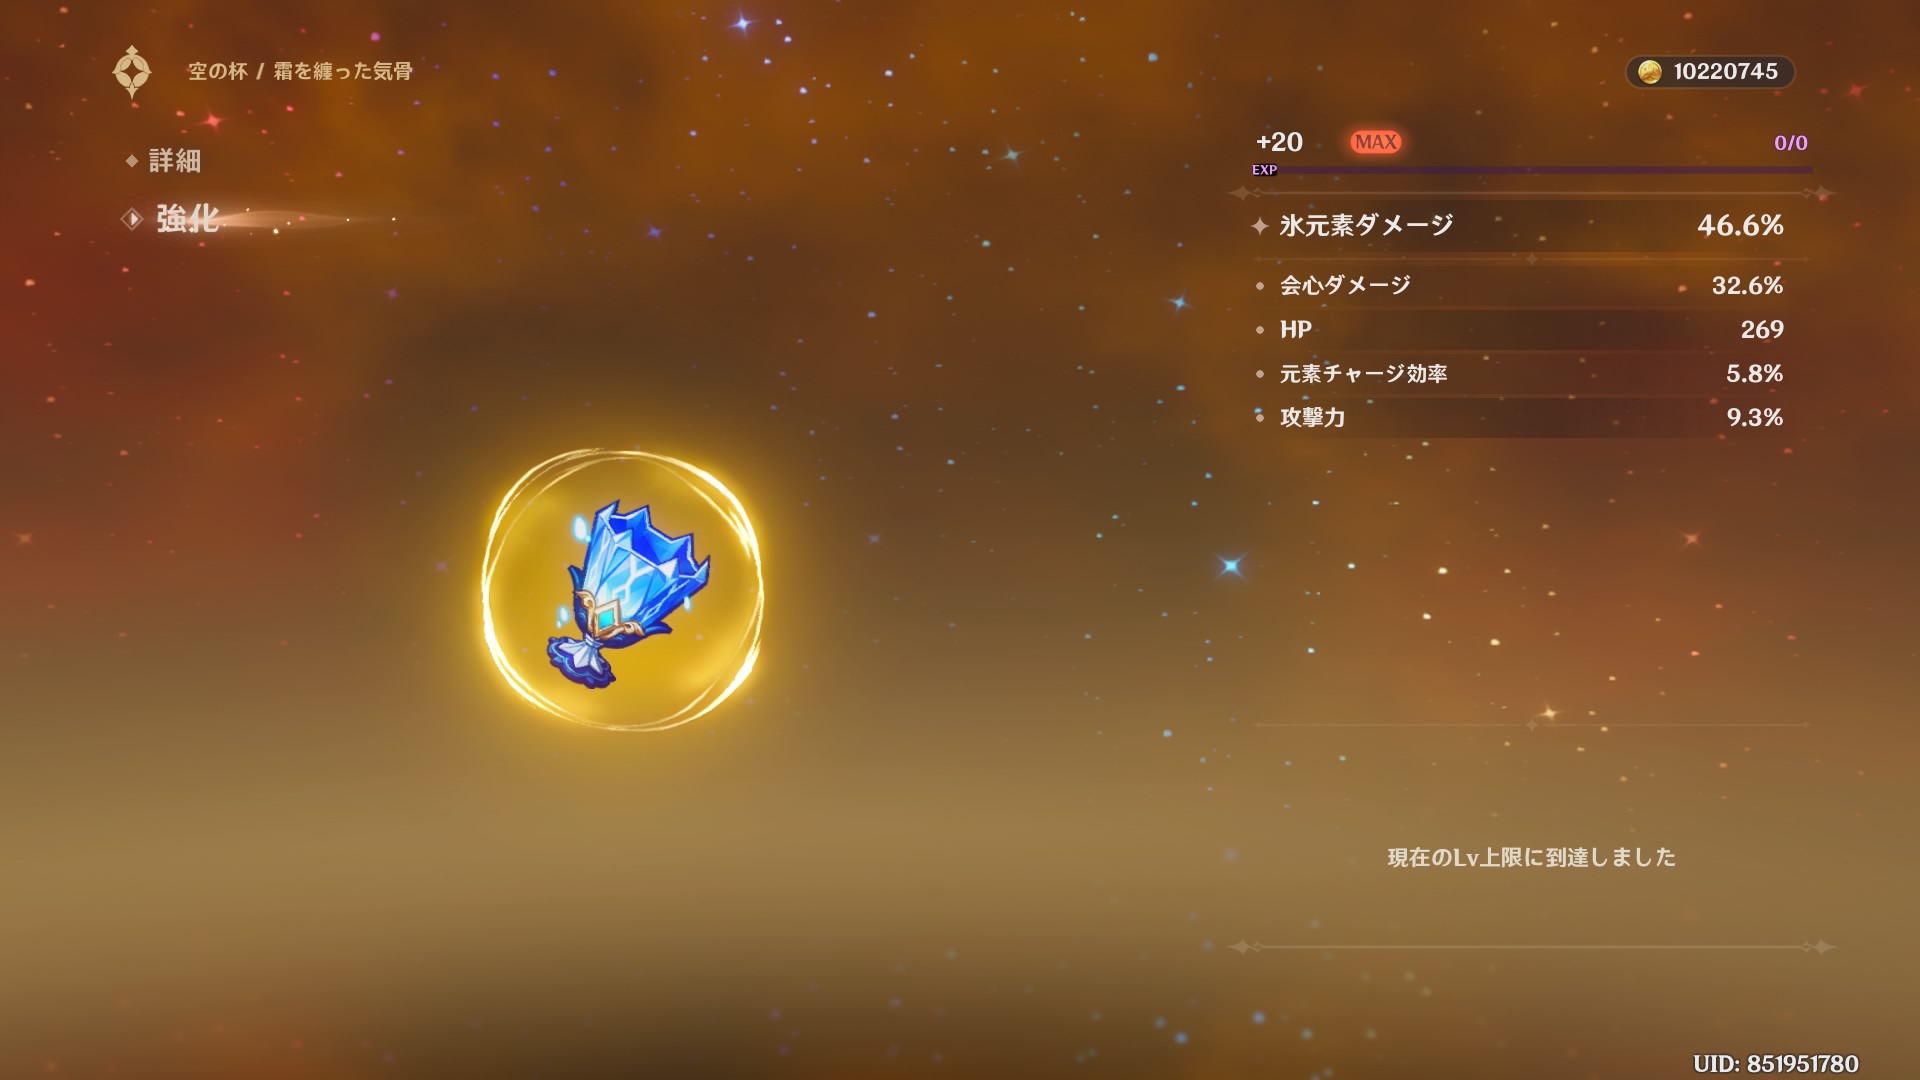 空の杯 / 霜を纏った気骨
10220745
詳細
強化
+20 MAX 0/0
EXP
氷元素ダメージ 46.6%
会心ダメージ 32.6%
HP 269
元素チャージ効率 5.8%
攻撃力 9.3%
現在のLv上限に到達しました
UID: 851951780